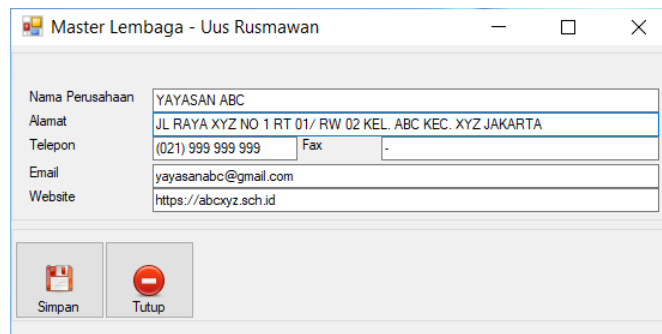 Master Lembaga - Uus Rusmawan
Nama Perusahaan YAYASAN ABC
Alamat JL RAYA XYZ NO 1 RT 01/ RW 02 KEL. ABC KEC. XYZ JAKARTA
Telepon (021) 999 999 999 Fax -
Email yayasanabc@gmail.com
Website https://abcxyz.sch.id
Simpan Tutup